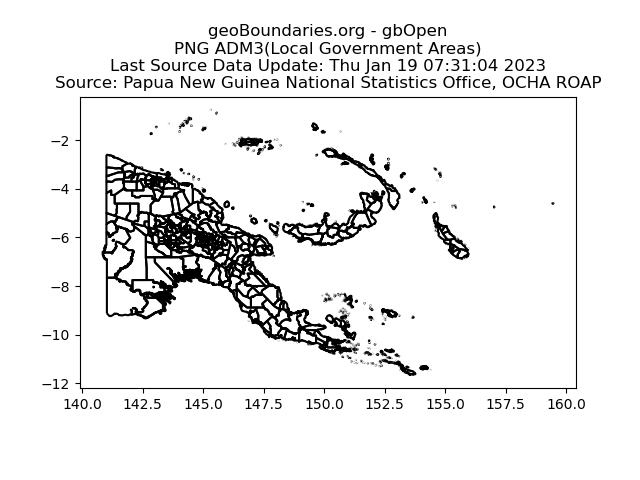 geoBoundaries.org - gbOpen
PNG ADM3(Local Government Areas)
Last Source Data Update: Thu Jan 19 07:31:04 2023
Source: Papua New Guinea National Statistics Office, OCHA ROAP
−2
−4
−6
−8
−10
−12
140.0 142.5 145.0 147.5 150.0 152.5 155.0 157.5 160.0